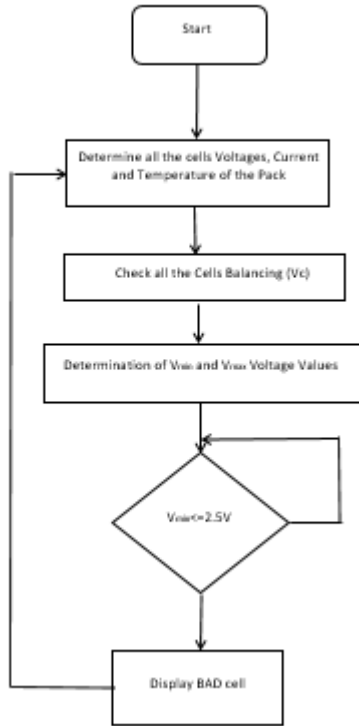 Start
Determine all the cells Voltages, Current
and Temperature of the Pack
Check all the Cells Balancing (Vc)
Determination of Vmin and Vmax Voltage Values
Vmin<=2.5V
Display BAD cell